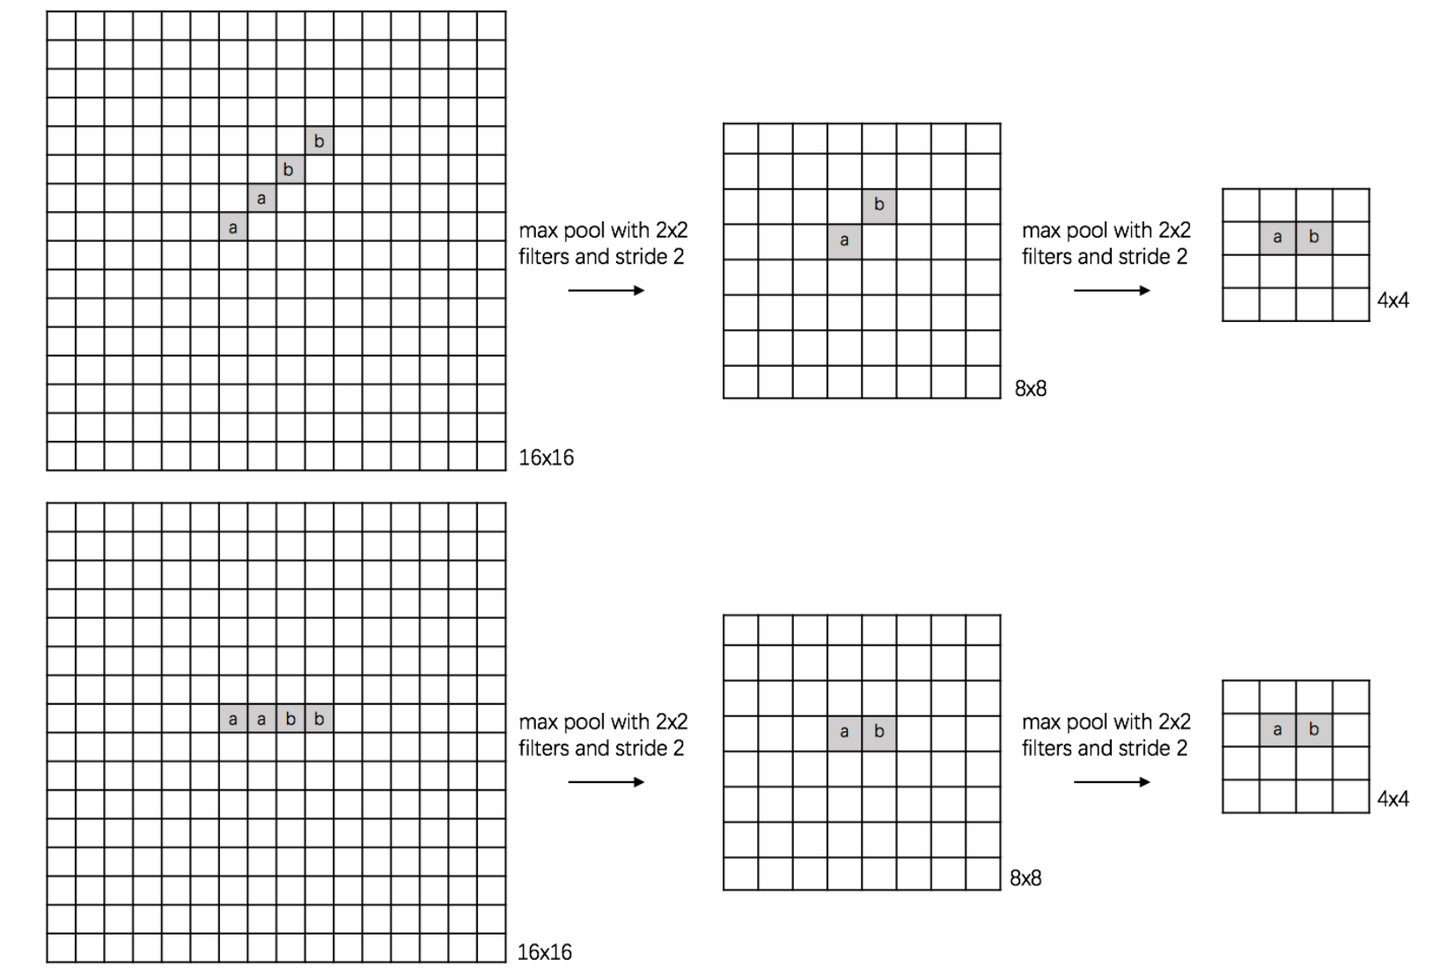 b
b
a
a
max pool with 2x2
filters and stride 2
16x16
b
a
8x8
max pool with 2x2
filters and stride 2
a b
4x4
a a b b
max pool with 2x2
filters and stride 2
16x16
a b
8x8
max pool with 2x2
filters and stride 2
a b
4x4